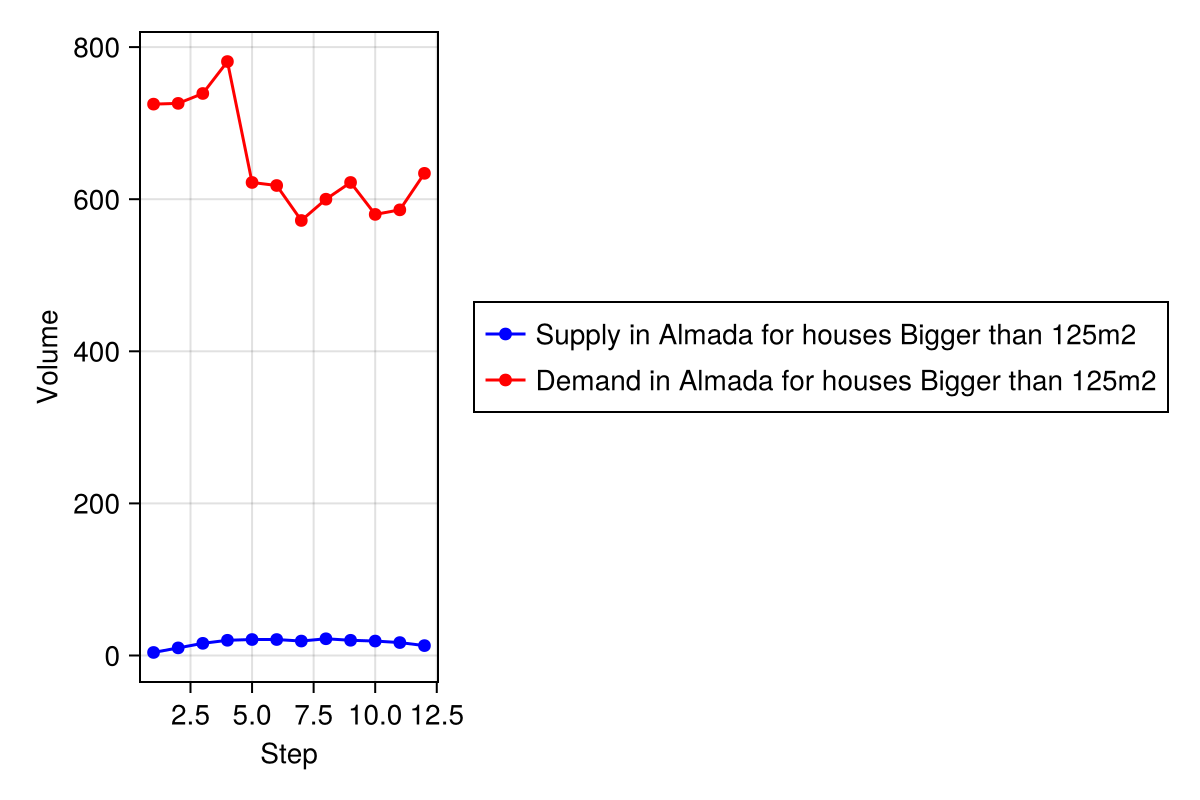 800
600
400
200
0
Volume
2.5 5.0 7.5 10.0 12.5
Step
Supply in Almada for houses Bigger than 125m2
Demand in Almada for houses Bigger than 125m2